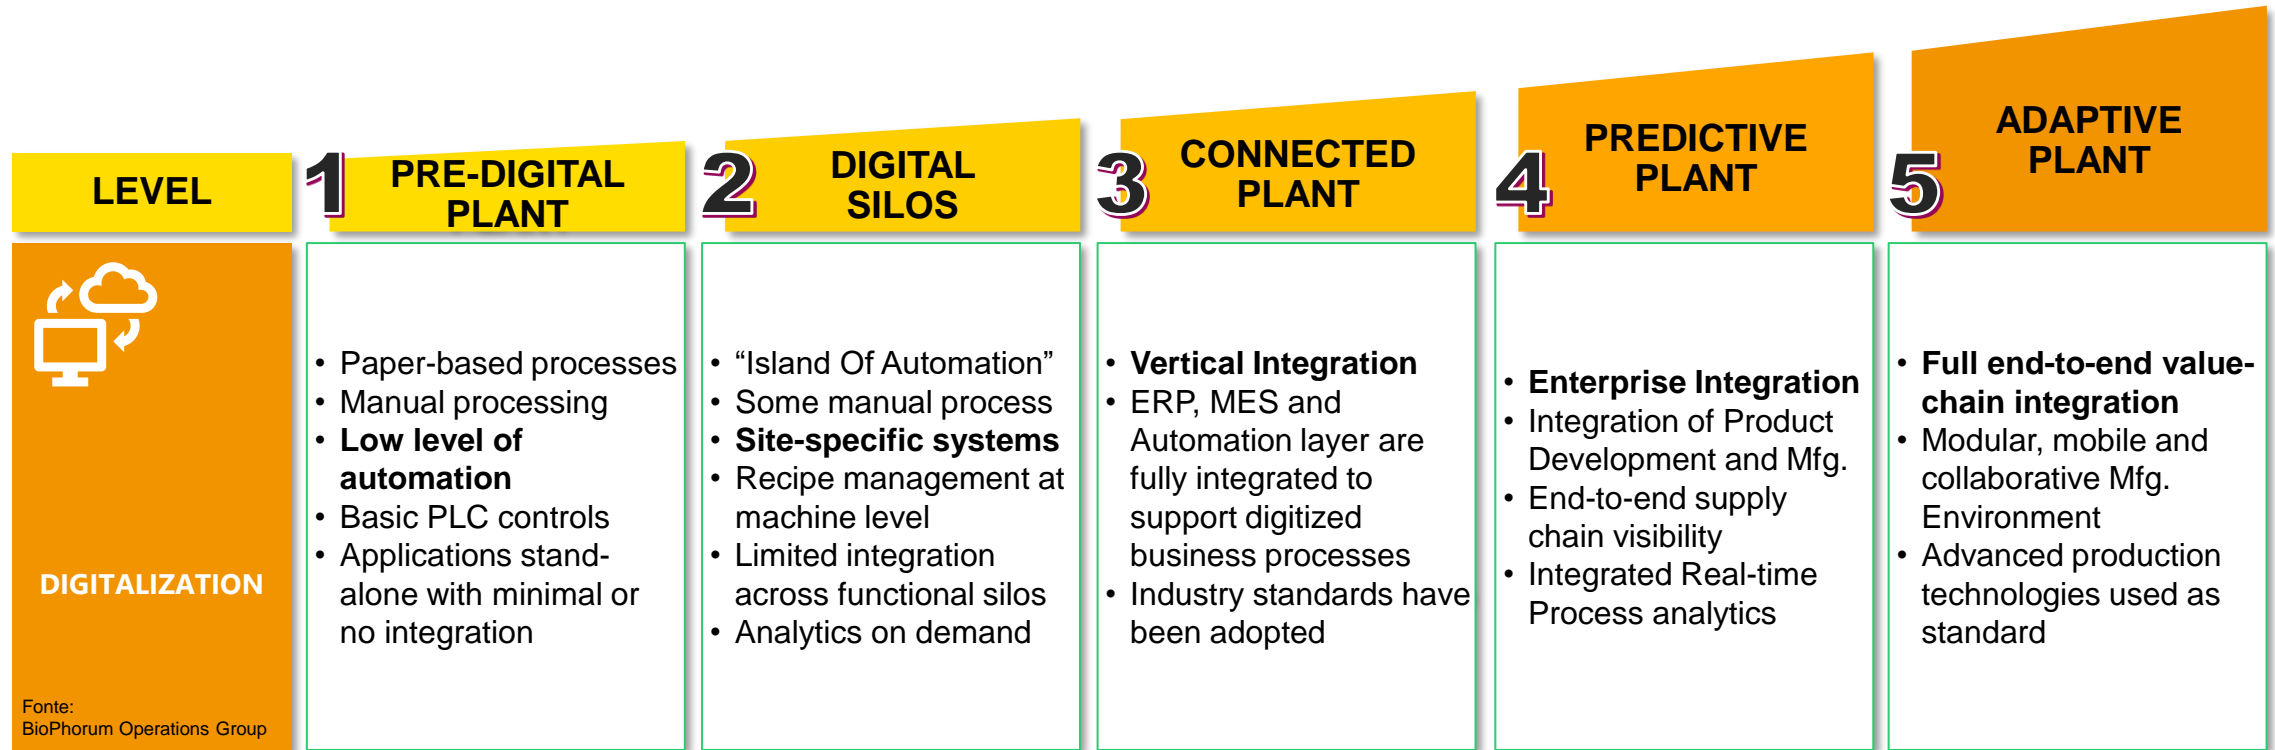 LEVEL
1
PRE-DIGITAL
PLANT
2
DIGITAL
SILOS
3
CONNECTED
PLANT
4
PREDICTIVE
PLANT
5
ADAPTIVE
PLANT
DIGITALIZATION
Fonte:
BioPhorum Operations Group
• Paper-based processes
• Manual processing
• Low level of
automation
• Basic PLC controls
• Applications stand-
alone with minimal or
no integration
• “Island Of Automation”
• Some manual process
• Site-specific systems
• Recipe management at
machine level
• Limited integration
across functional silos
• Analytics on demand
• Vertical Integration
• ERP, MES and
Automation layer are
fully integrated to
support digitized
business processes
• Industry standards have
been adopted
• Enterprise Integration
• Integration of Product
Development and Mfg.
• End-to-end supply
chain visibility
• Integrated Real-time
Process analytics
• Full end-to-end value-
chain integration
• Modular, mobile and
collaborative Mfg.
Environment
• Advanced production
technologies used as
standard